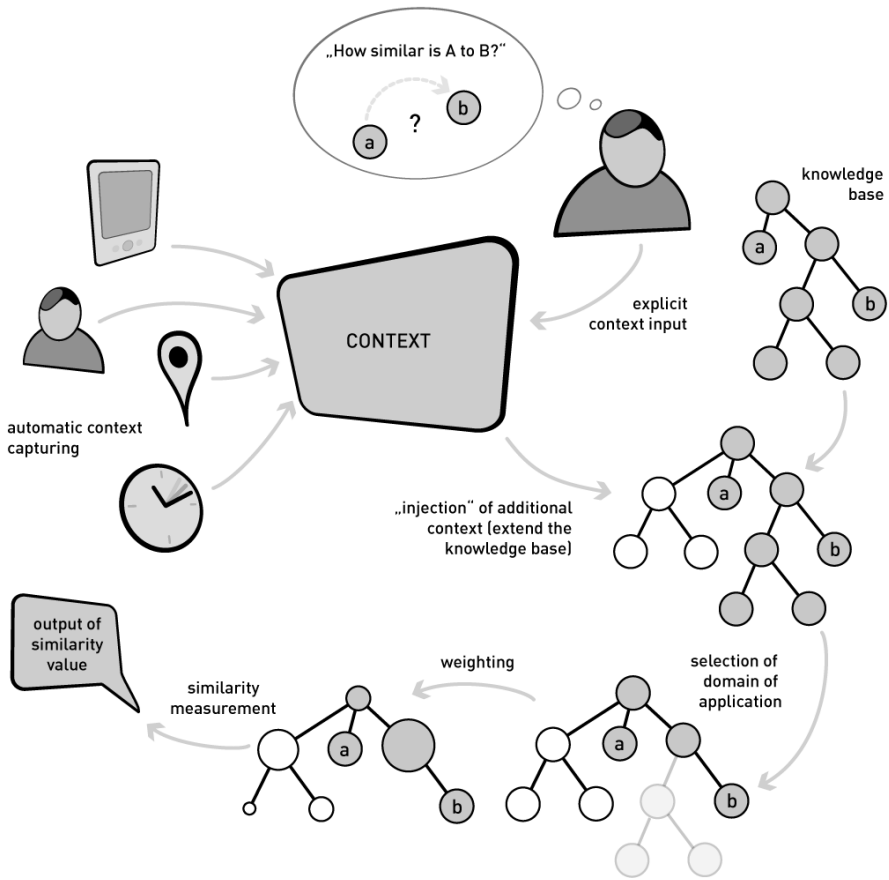 „How similar is A to B?“
b
?
a
knowledge
base
a
b
explicit
context input
CONTEXT
automatic context
capturing
a
b
„injection“ of additional
context (extend the
knowledge base)
output of
similarity
value
similarity
measurement
weighting
selection of
domain of
application
a
b
a
b